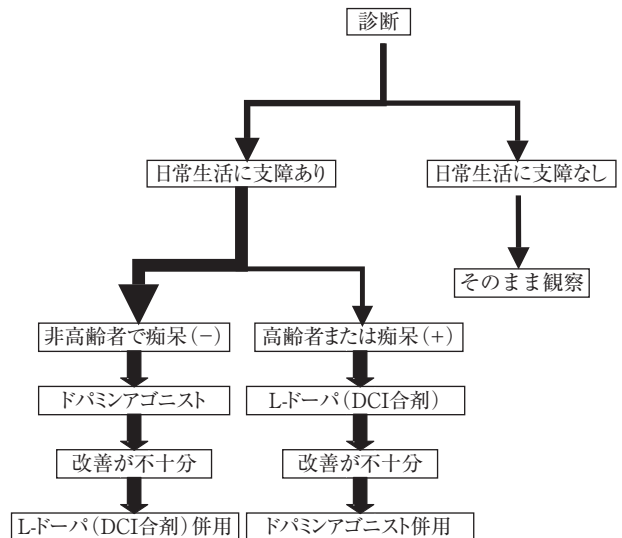 診断
日常生活に支障あり
日常生活に支障なし
そのまま観察
非高齢者で痴呆(－)
高齢者または痴呆(＋)
ドパミンアゴニスト
L-ドーパ(DCI合剤)
改善が不十分
改善が不十分
L-ドーパ(DCI合剤)併用
ドパミンアゴニスト併用